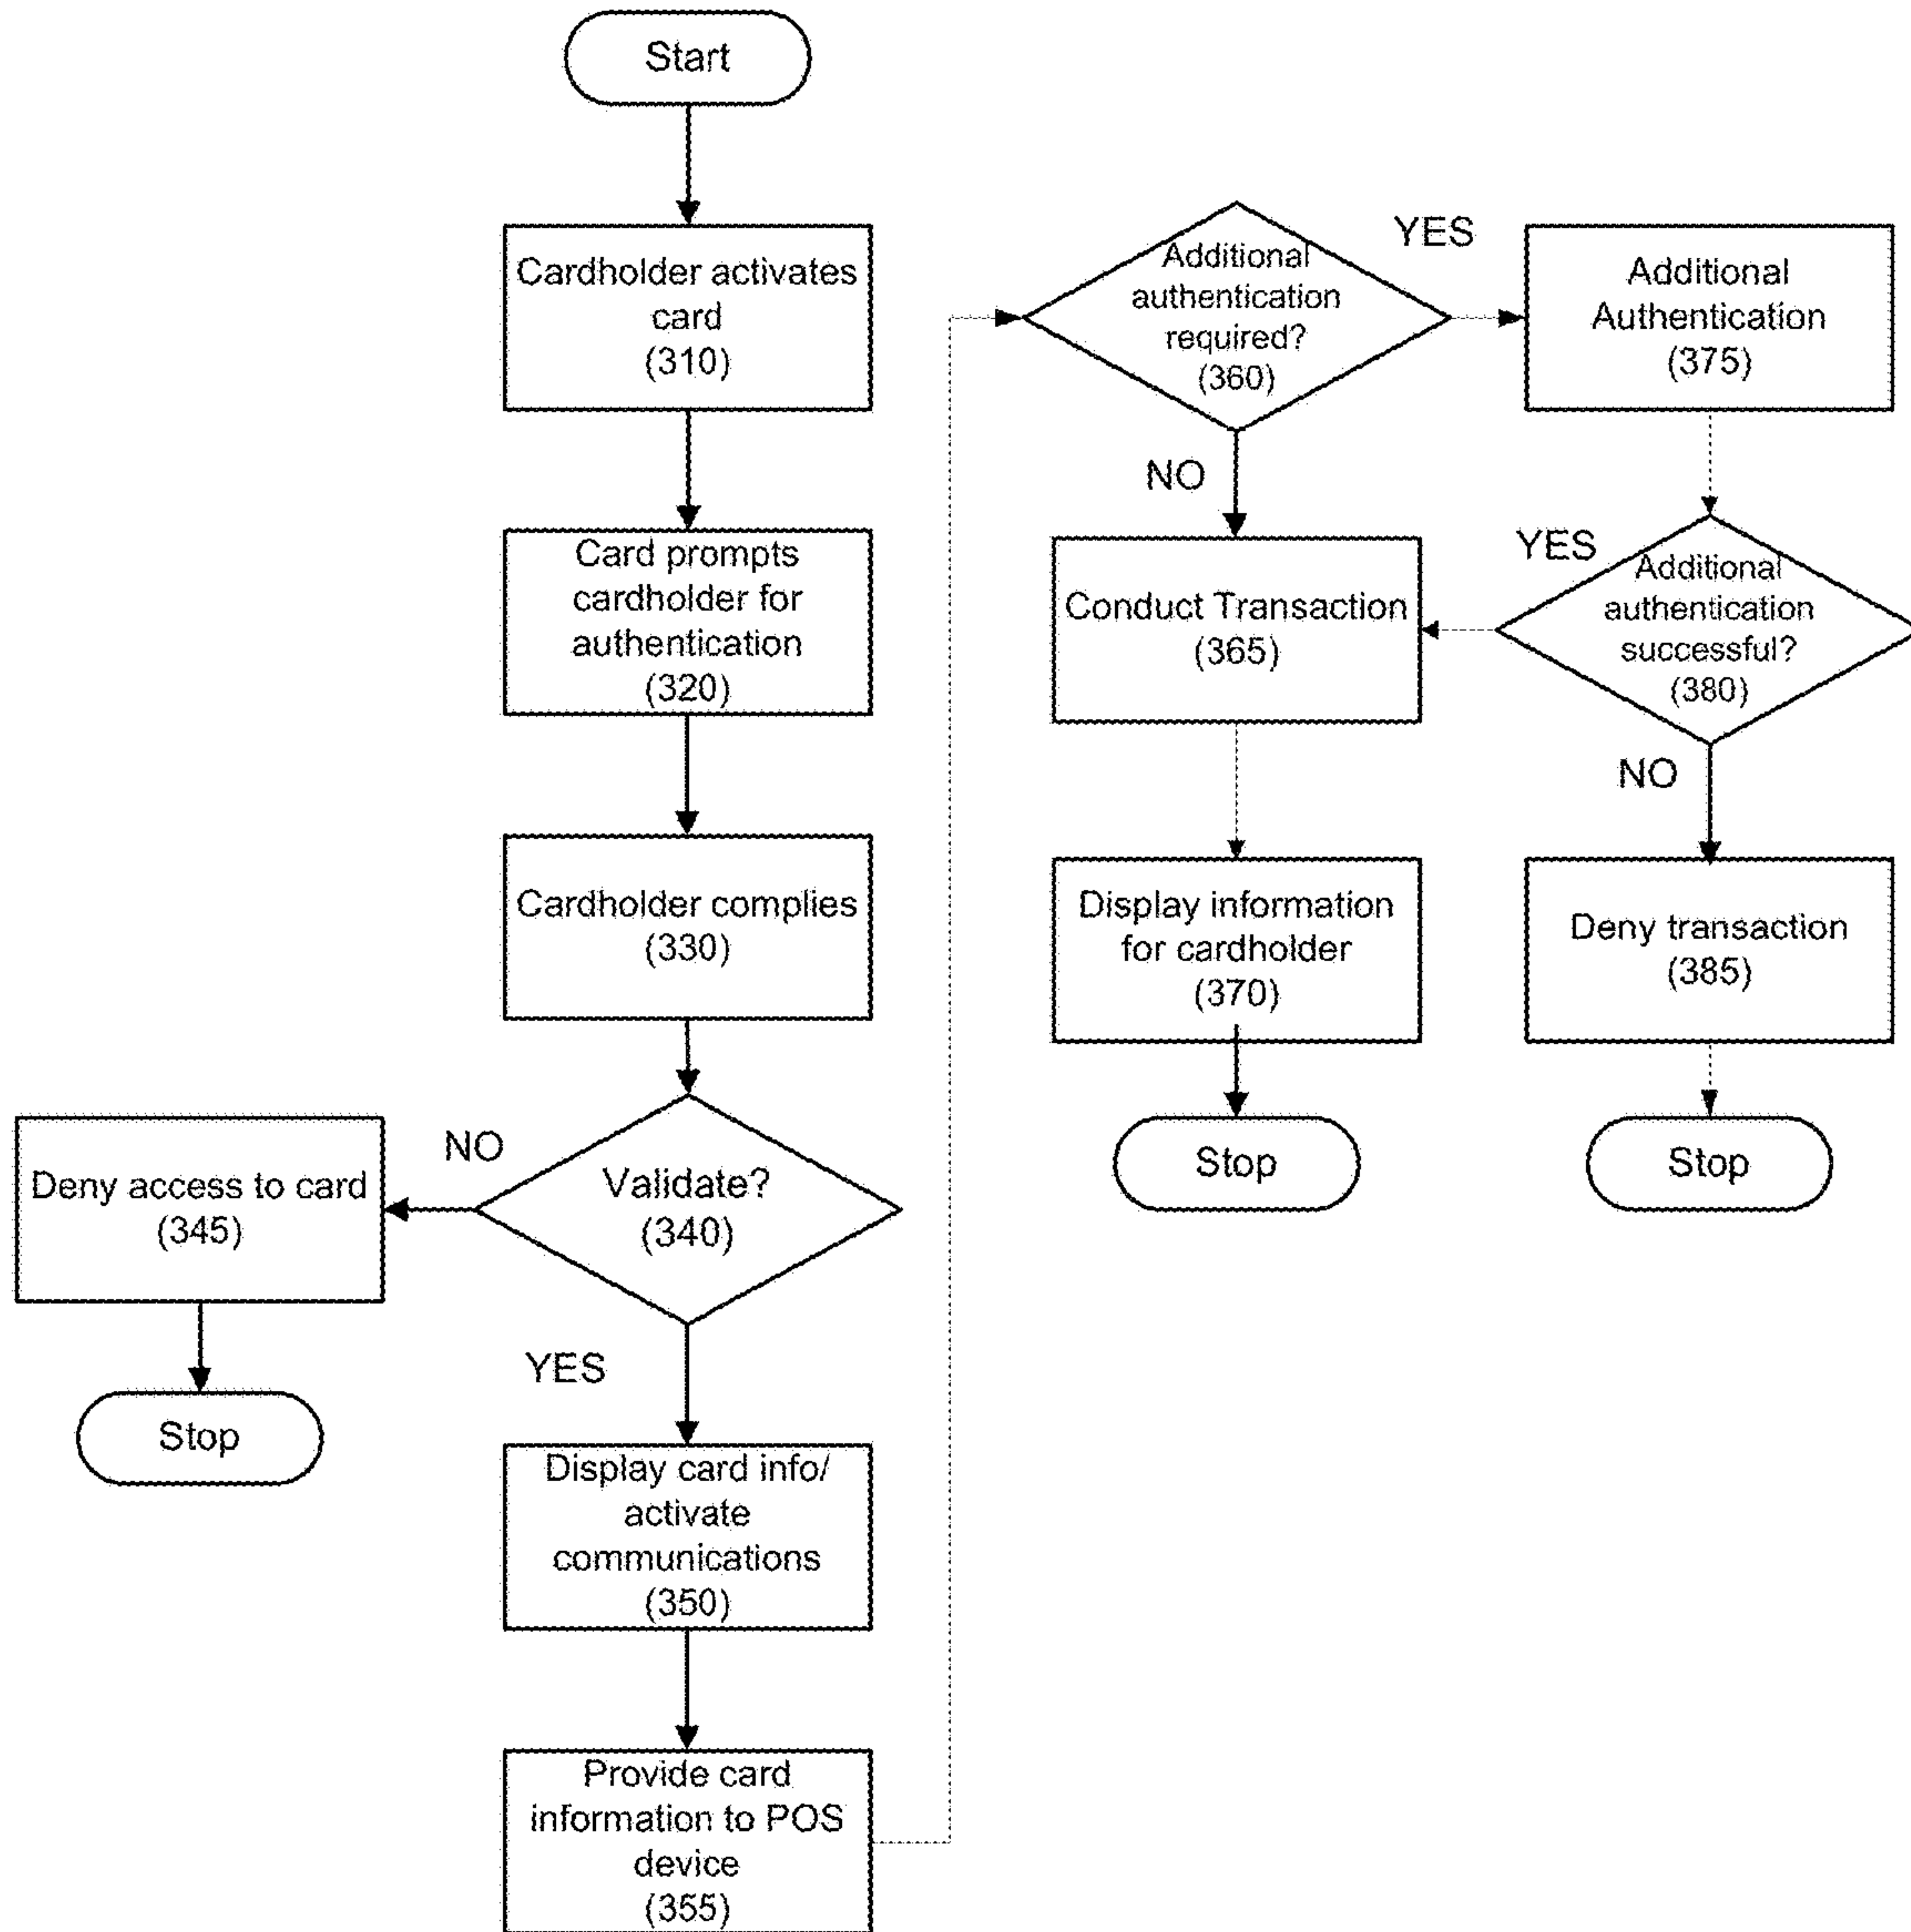 Start
Cardholder activates
card
(310)
Card prompts
cardholder for
authentication
(320)
Cardholder complies
(330)
Validate?
(340)
NO
Deny access to card
(345)
Stop
YES
Display card info/
activate
communications
(350)
Provide card
information to POS
device
(355)
Additional
authentication
required?
(360)
YES
Additional
Authentication
(375)
NO
Conduct Transaction
(365)
YES
Additional
authentication
successful?
(380)
NO
Display information
for cardholder
(370)
Deny transaction
(385)
Stop
Stop